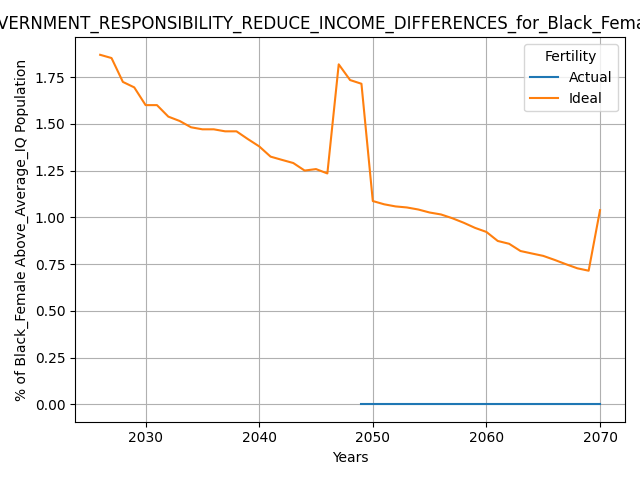 VERNMENT_RESPONSIBILITY_REDUCE_INCOME_DIFFERENCES_for_Black_Fema
% of Black_Female Above_Average_IQ Population
1.75
1.50
1.25
1.00
0.75
0.50
0.25
0.00
Fertility
Actual
Ideal
2030 2040 2050 2060 2070
Years